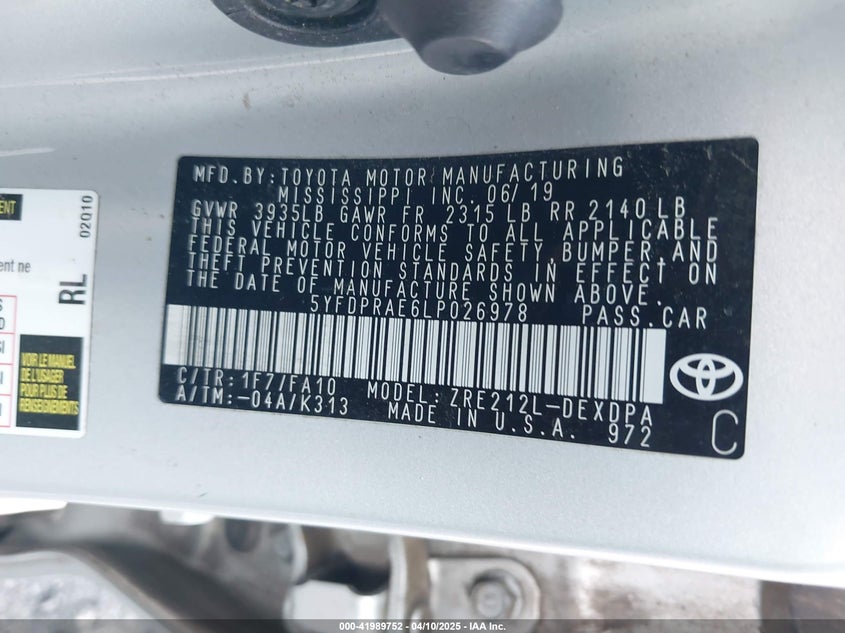 MFD. BY: TOYOTA MOTOR MANUFACTURING
MISSISSIPPI INC. 06/19
GVWR 3935LB GAWR FR 2315 LB RR 2140 LB
THIS VEHICLE CONFORMS TO ALL APPLICABLE
FEDERAL MOTOR VEHICLE SAFETY, BUMPER, AND
THEFT PREVENTION STANDARDS IN EFFECT ON
THE DATE OF MANUFACTURE SHOWN ABOVE.
5YFDPRAE6LP026978 PASS. CAR
C/TR: 1F7/FA10 MODEL: ZRE212L-DEXDPA
A/TM: -04A/K313 MADE IN U.S.A. 972
C
02010
RL
VOIR LE MANUEL
DE L'USAGER
POUR PLUS DE
RENSEIGNEMENTS
000-41989752 - 04/10/2025 - IAA Inc.